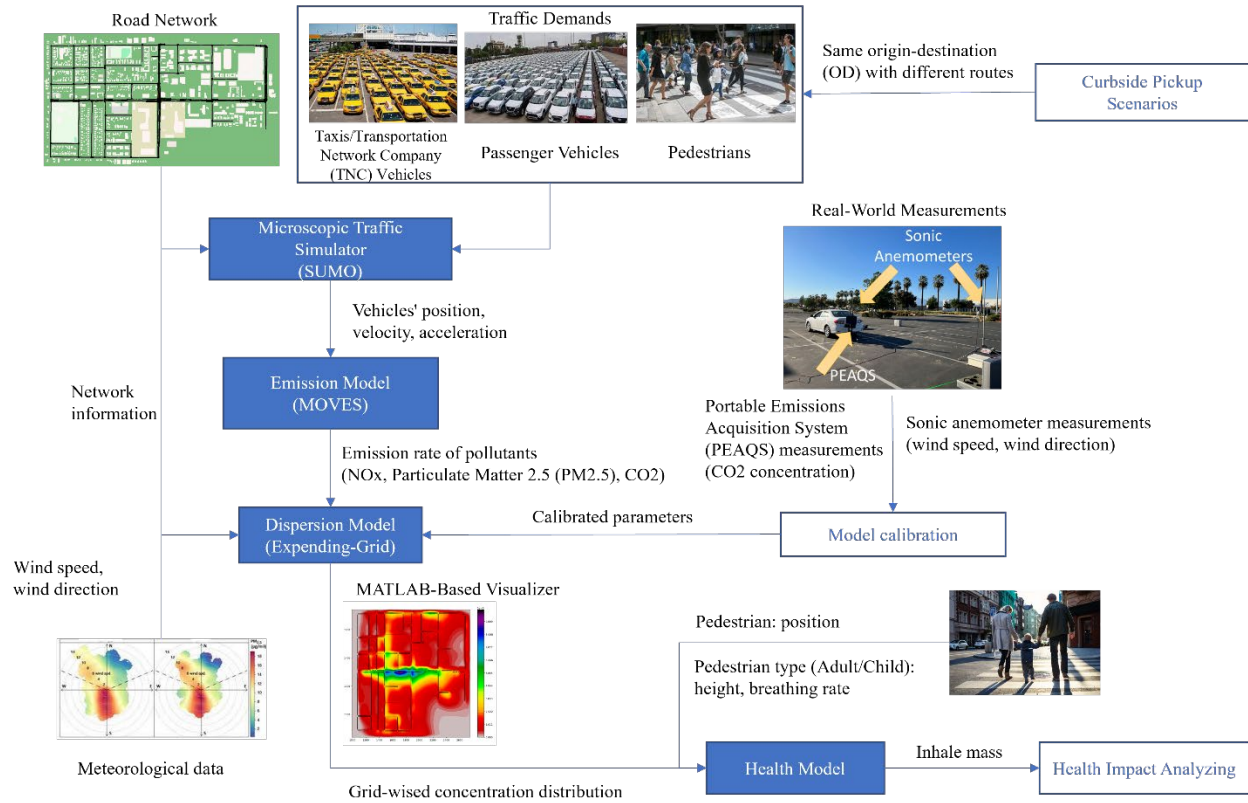 Road Network
Traffic Demands
Taxis/Transportation
Network Company
(TNC) Vehicles
Passenger Vehicles
Pedestrians
Same origin-destination
(OD) with different routes
Curbside Pickup
Scenarios
Microscopic Traffic
Simulator
(SUMO)
Real-World Measurements
Sonic
Anemometers
PEAQS
Vehicles' position,
velocity, acceleration
Emission Model
(MOVES)
Network
information
Portable Emissions
Acquisition System
(PEAQS) measurements
(CO2 concentration)
Sonic anemometer measurements
(wind speed, wind direction)
Emission rate of pollutants
(NOx, Particulate Matter 2.5 (PM2.5), CO2)
Dispersion Model
(Expending-Grid)
Calibrated parameters
Model calibration
Wind speed,
wind direction
MATLAB-Based Visualizer
Pedestrian: position
Pedestrian type (Adult/Child):
height, breathing rate
Meteorological data
Health Model
Inhale mass
Health Impact Analyzing
Grid-wised concentration distribution